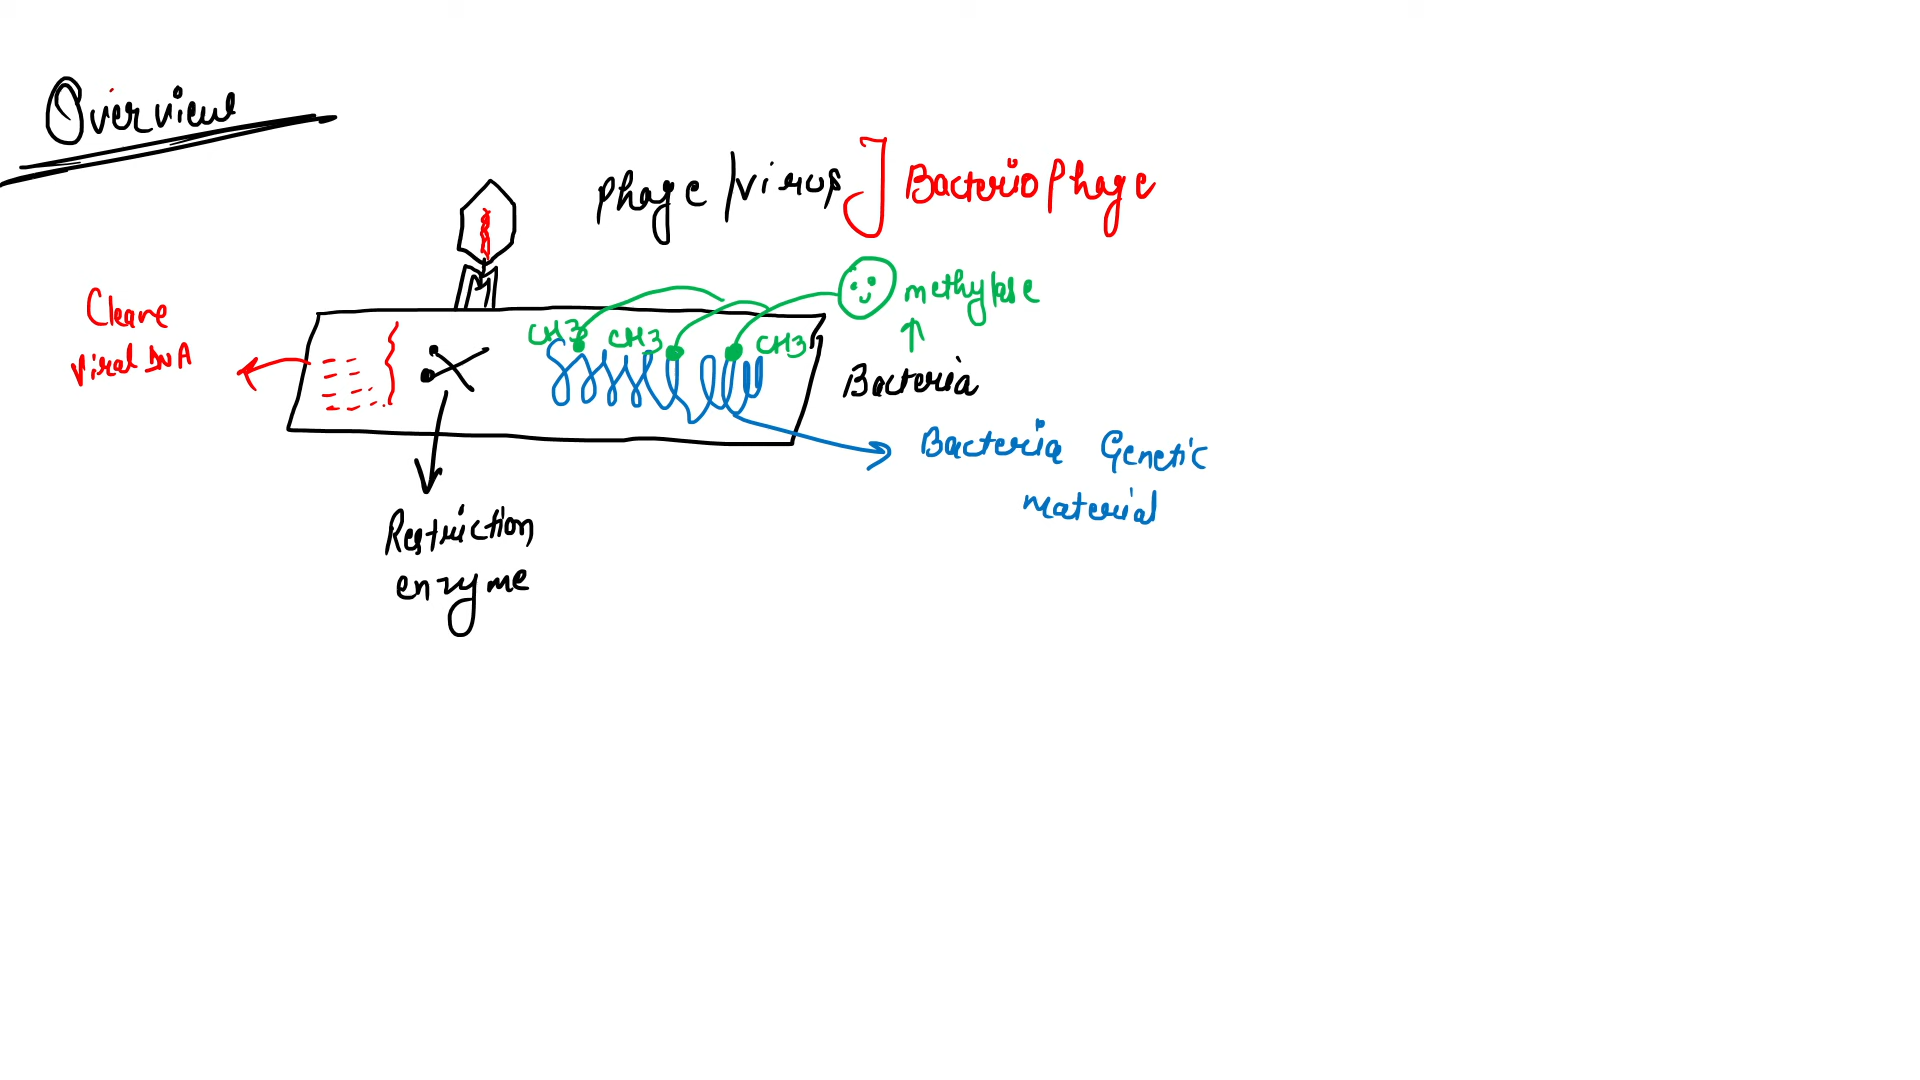 Overview
Phage/virus] BacterioPhage
methylase
Cleave
Viral DNA
CH3 CH3 CH3
Bacteria
Bacteria Genetic
material
Restriction
enzyme